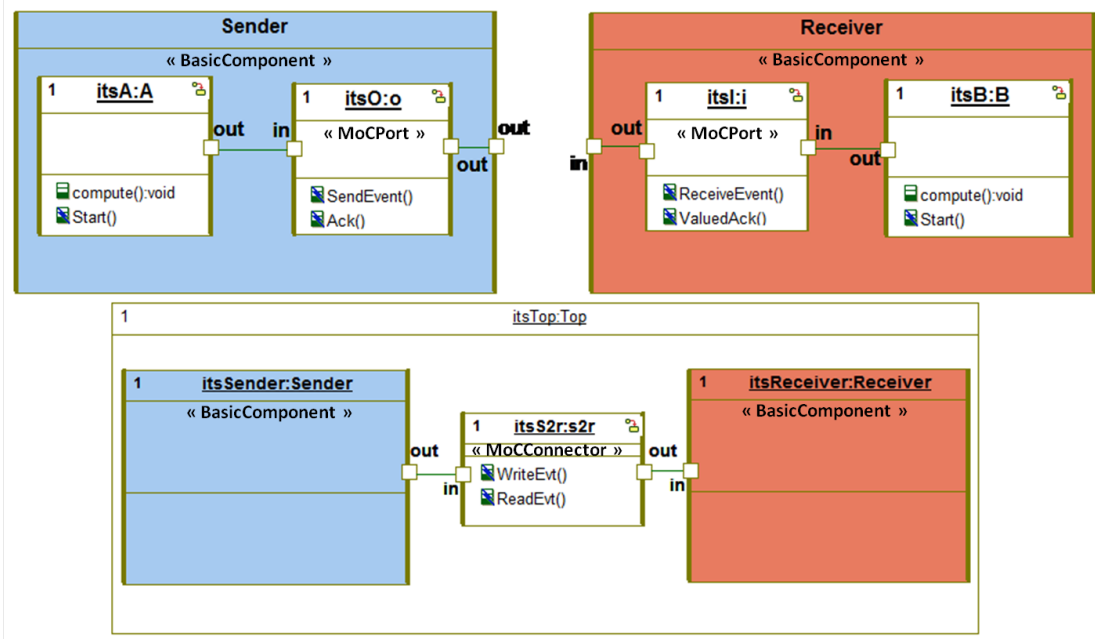 Sender
« BasicComponent »
1 itsA:A
compute():void
Start()
out
in
1 itsO:o
« MoCPort »
SendEvent()
Ack()
out
out
Receiver
« BasicComponent »
in
out
1 itsI:i
« MoCPort »
ReceiveEvent()
ValuedAck()
in
out
1 itsB:B
compute():void
Start()
1 itsTop:Top
1 itsSender:Sender
« BasicComponent »
out
in
1 itsS2r:s2r
« MoCConnector »
WriteEvt()
ReadEvt()
out
in
1 itsReceiver:Receiver
« BasicComponent »